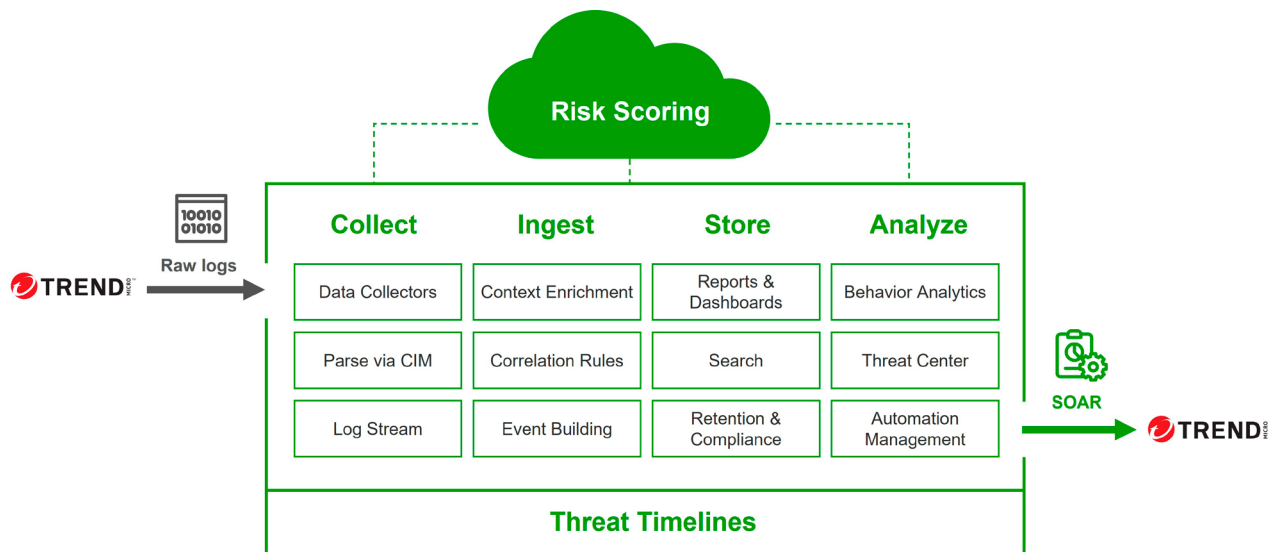 Risk Scoring
10010
01010
Raw logs
TREND MICRO
Collect
Ingest
Store
Analyze
Data Collectors
Context Enrichment
Reports &
Dashboards
Behavior Analytics
Parse via CIM
Correlation Rules
Search
Threat Center
Log Stream
Event Building
Retention &
Compliance
Automation
Management
SOAR
TREND MICRO
Threat Timelines